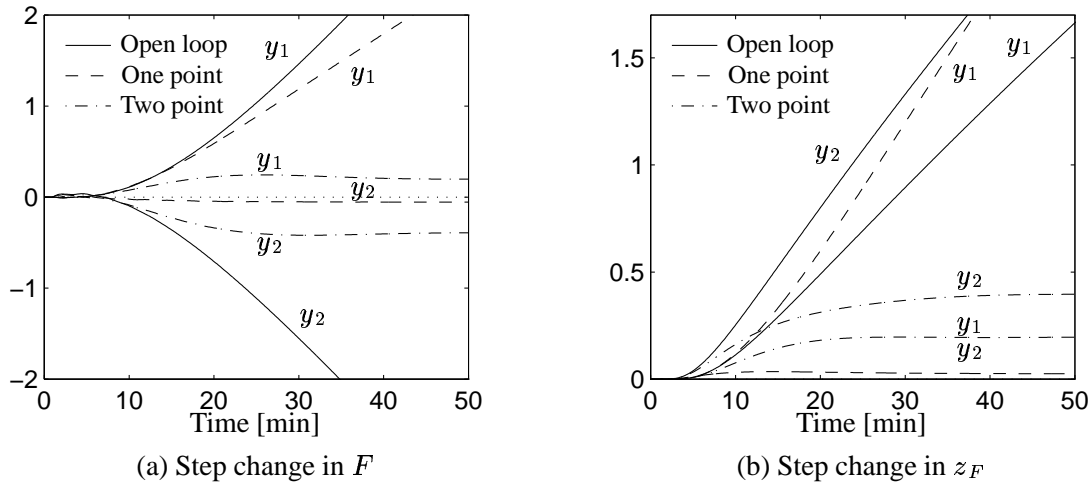 2
1
0
−1
−2
Open loop
One point
Two point
y1
y1
y1
y2
y2
y2
0 10 20 30 40 50
Time [min]
(a) Step change in F
1.5
1
0.5
0
Open loop
One point
Two point
y1
y1
y2
y2
y1
y2
0 10 20 30 40 50
Time [min]
(b) Step change in zF